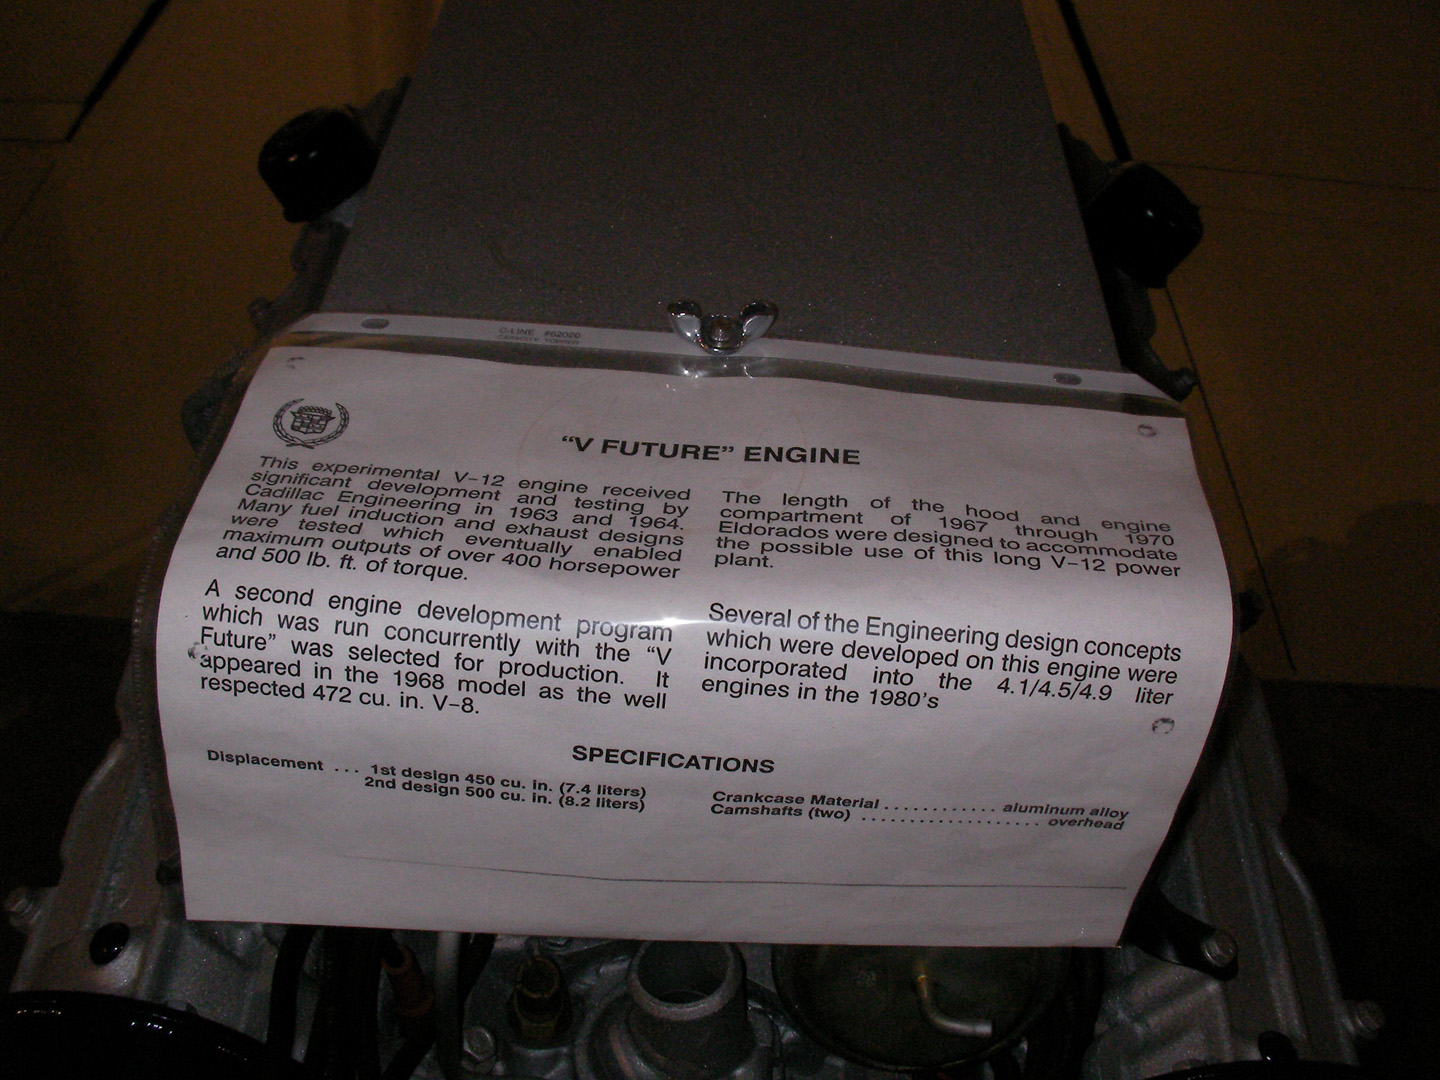 C-LINE #62020
"V FUTURE" ENGINE
This experimental V-12 engine received
significant development and testing by
Cadillac Engineering in 1963 and 1964.
Many fuel induction and exhaust designs
were tested which eventually enabled
maximum outputs of over 400 horsepower
and 500 lb. ft. of torque.
A second engine development program
which was run concurrently with the "V
Future" was selected for production. It
appeared in the 1968 model as the well
respected 472 cu. in. V-8.
The length of the hood and engine
compartment of 1967 through 1970
Eldorados were designed to accommodate
the possible use of this long V-12 power
plant.
Several of the Engineering design concepts
which were developed on this engine were
incorporated into the 4.1/4.5/4.9 liter
engines in the 1980's
SPECIFICATIONS
Displacement ... 1st design 450 cu. in. (7.4 liters)
2nd design 500 cu. in. (8.2 liters)
Crankcase Material ............ aluminum alloy
Camshafts (two) ................... overhead